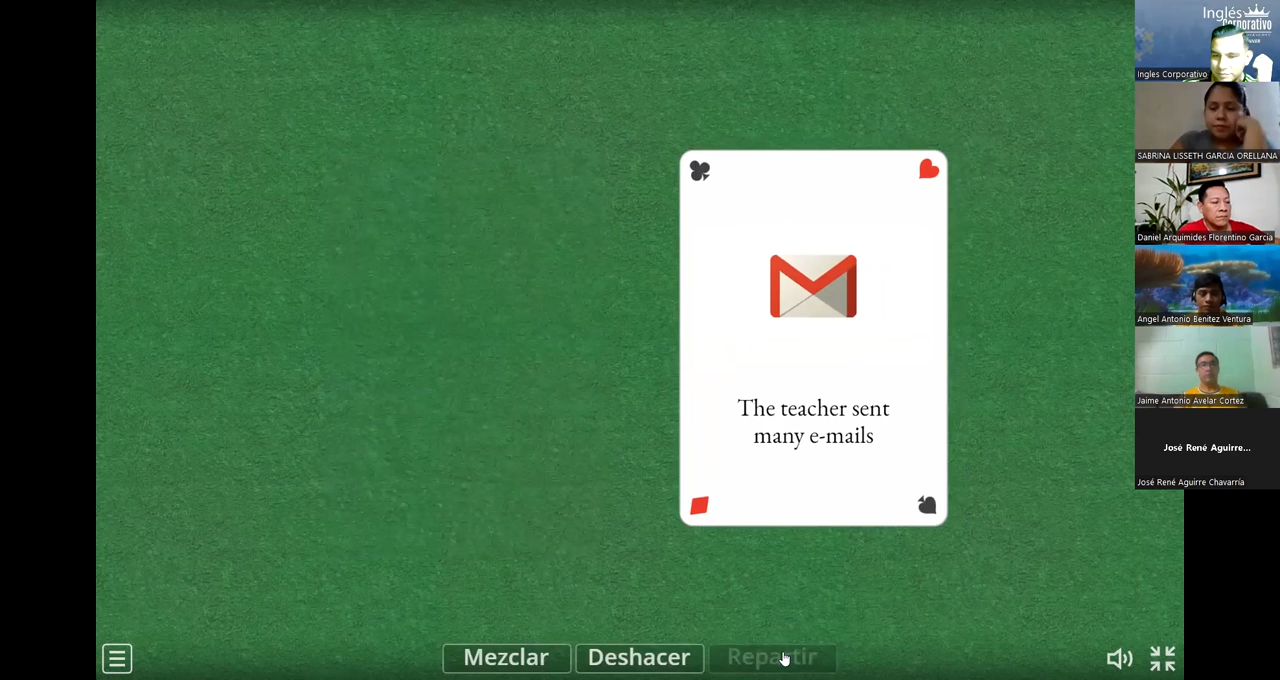 The teacher sent
many e-mails
Mezclar
Deshacer
Repartir
Inglés
Corporativo
Ingles Corporativo
SABRINA LISSETH GARCIA ORELLANA
Daniel Arquimides Florentino Garcia
Angel Antonio Benitez Ventura
Jaime Antonio Avelar Cortez
José René Aguirre...
José René Aguirre Chavarría